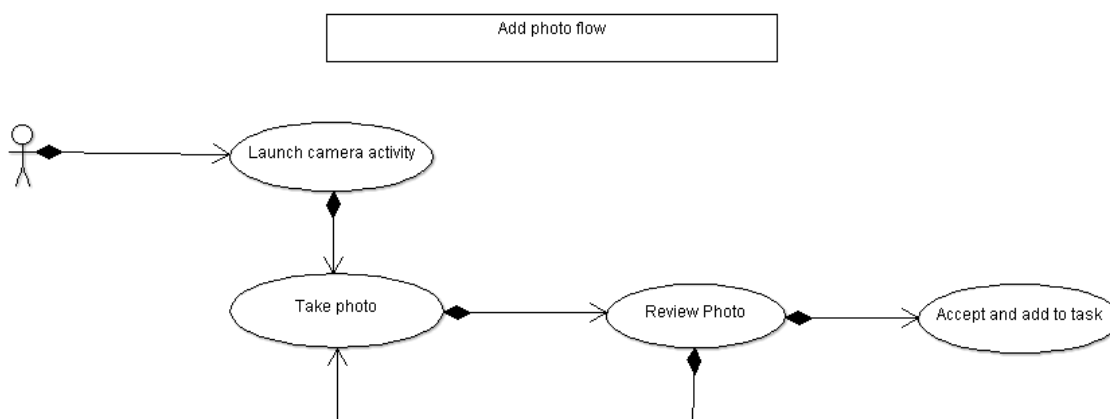 Add photo flow
Launch camera activity
Take photo
Review Photo
Accept and add to task